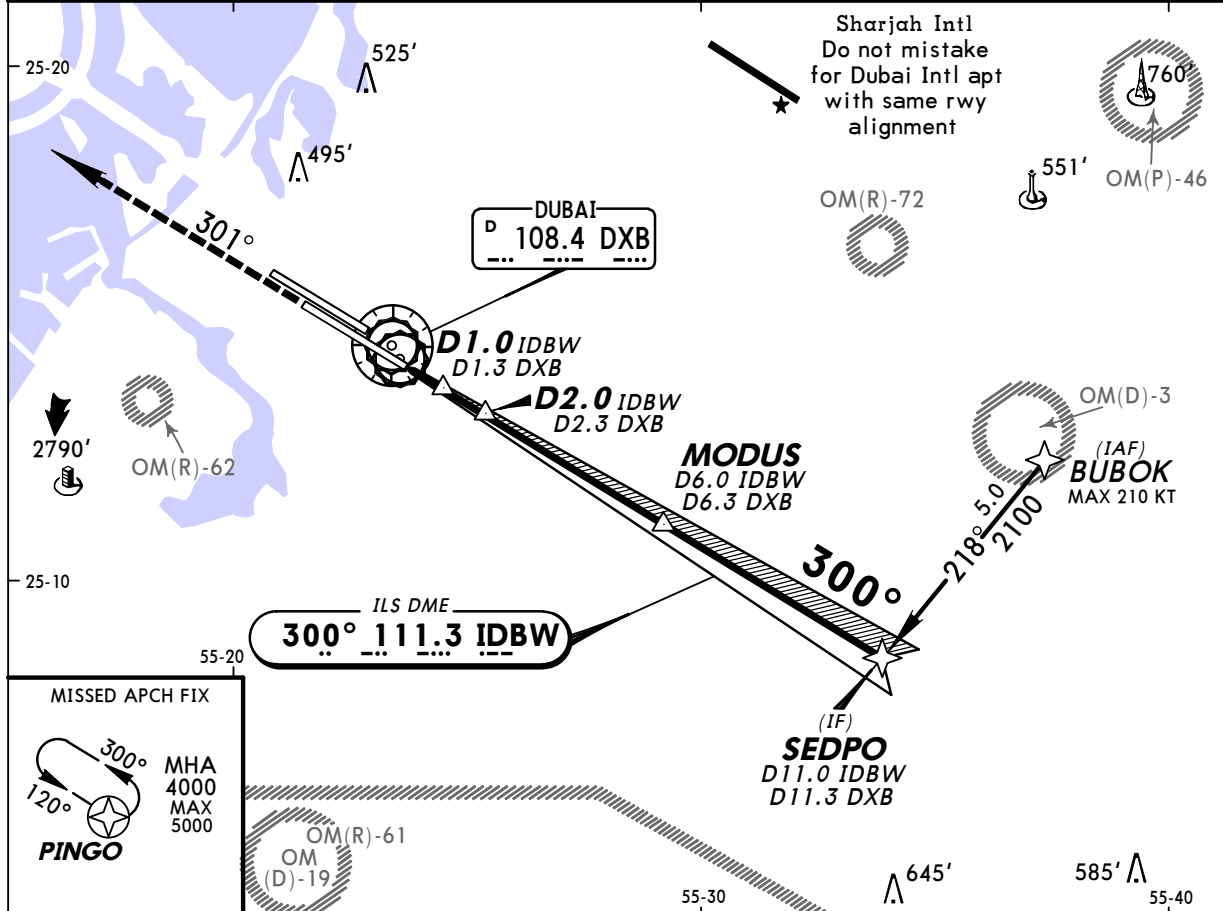 Sharjah Intl
Do not mistake
for Dubai Intl apt
with same rwy
alignment
25-20
525'
760'
495'
551'
OM(P)-46
OM(R)-72
301°
DUBAI
D 108.4 DXB
D1.0 IDBW
D1.3 DXB
D2.0 IDBW
D2.3 DXB
OM(D)-3
2790'
OM(R)-62
(IAF)
BUBOK
MAX 210 KT
MODUS
D6.0 IDBW
D6.3 DXB
218° 5.0
2100
300°
25-10
ILS DME
300° 111.3 IDBW
55-20
(IF)
SEDPO
D11.0 IDBW
D11.3 DXB
MISSED APCH FIX
300°
120°
MHA
4000
MAX
5000
PINGO
OM(R)-61
OM
(D)-19
645'
585'
55-30
55-40